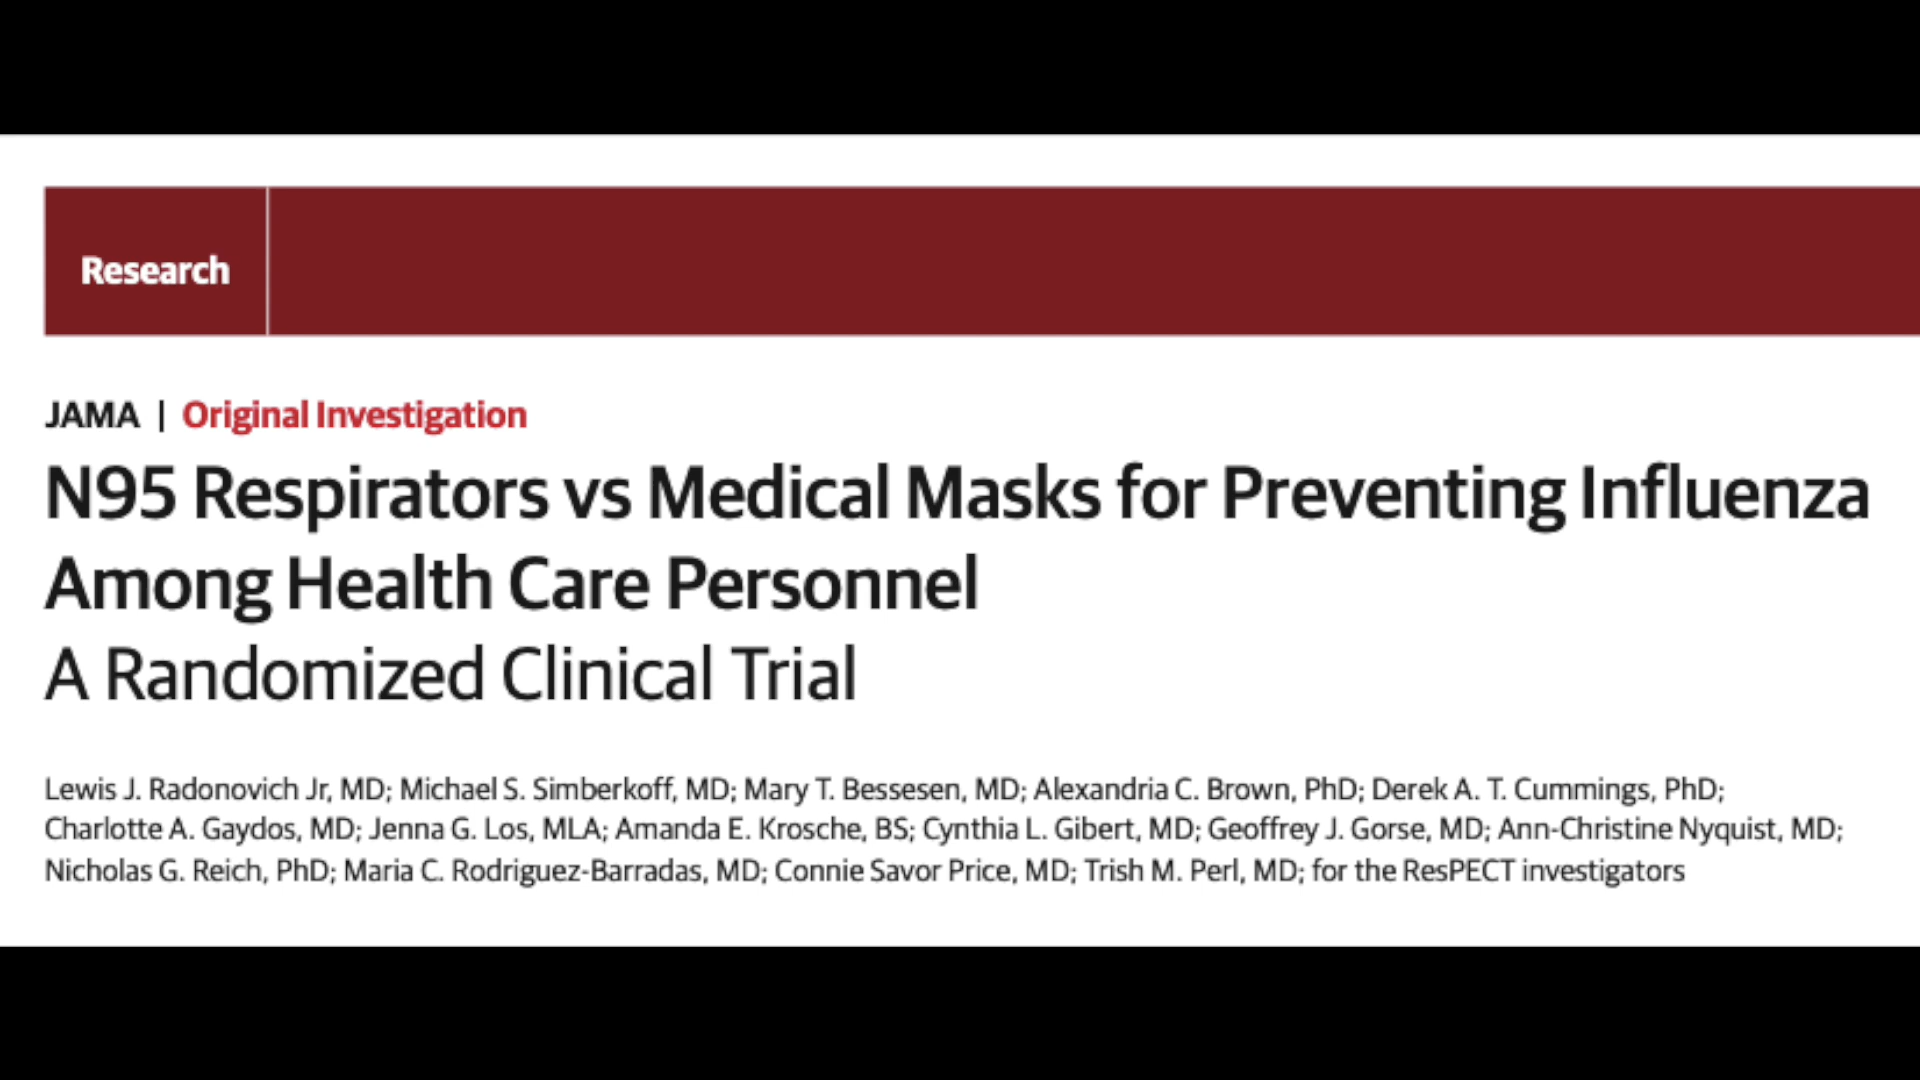 Research
JAMA | Original Investigation
N95 Respirators vs Medical Masks for Preventing Influenza
Among Health Care Personnel
A Randomized Clinical Trial
Lewis J. Radonovich Jr, MD; Michael S. Simberkoff, MD; Mary T. Bessesen, MD; Alexandria C. Brown, PhD; Derek A. T. Cummings, PhD;
Charlotte A. Gaydos, MD; Jenna G. Los, MLA; Amanda E. Krosche, BS; Cynthia L. Gibert, MD; Geoffrey J. Gorse, MD; Ann-Christine Nyquist, MD;
Nicholas G. Reich, PhD; Maria C. Rodriguez-Barradas, MD; Connie Savor Price, MD; Trish M. Perl, MD; for the ResPECT investigators